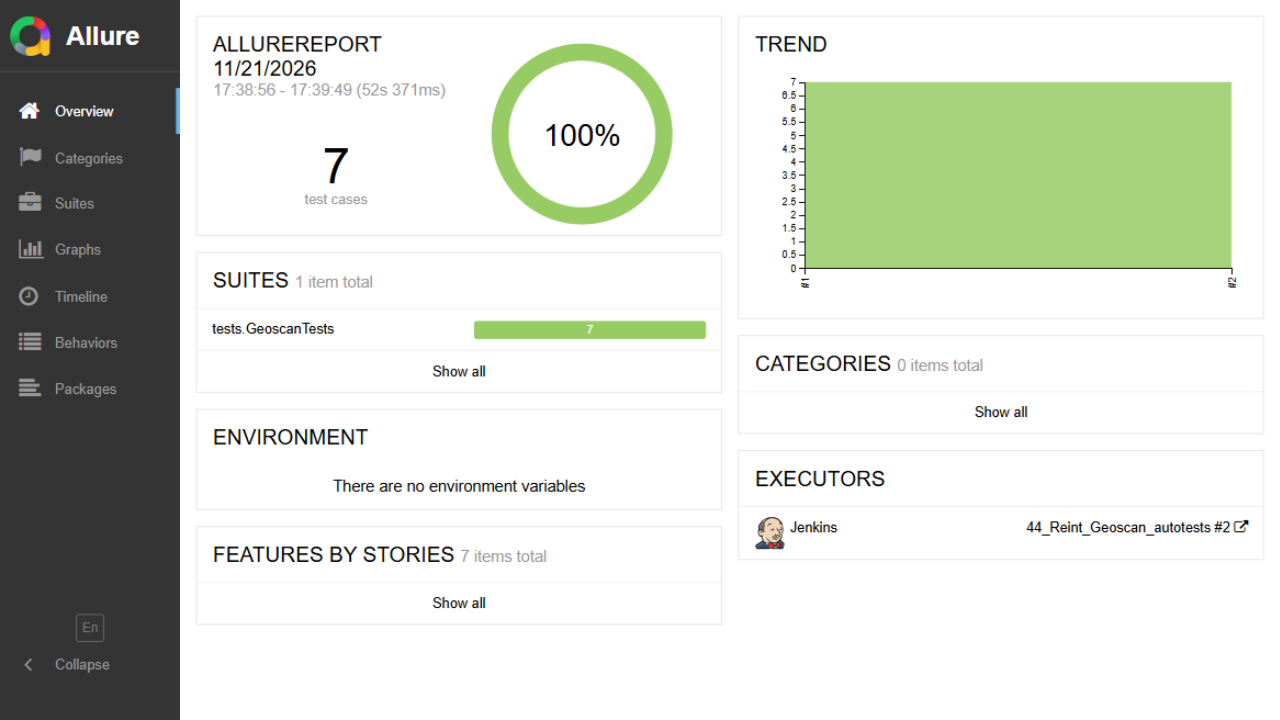 Allure
Overview
Categories
Suites
Graphs
Timeline
Behaviors
Packages
En
Collapse
ALLUREREPORT
11/21/2026
17:38:56 - 17:39:49 (52s 371ms)
7
test cases
100%
SUITES 1 item total
tests.GeoscanTests 7
Show all
ENVIRONMENT
There are no environment variables
FEATURES BY STORIES 7 items total
Show all
TREND
7
6.5
6
5.5
5
4.5
4
3.5
3
2.5
2
1.5
1
0.5
0
#1
#2
CATEGORIES 0 items total
Show all
EXECUTORS
Jenkins 44_Reint_Geoscan_autotests #2